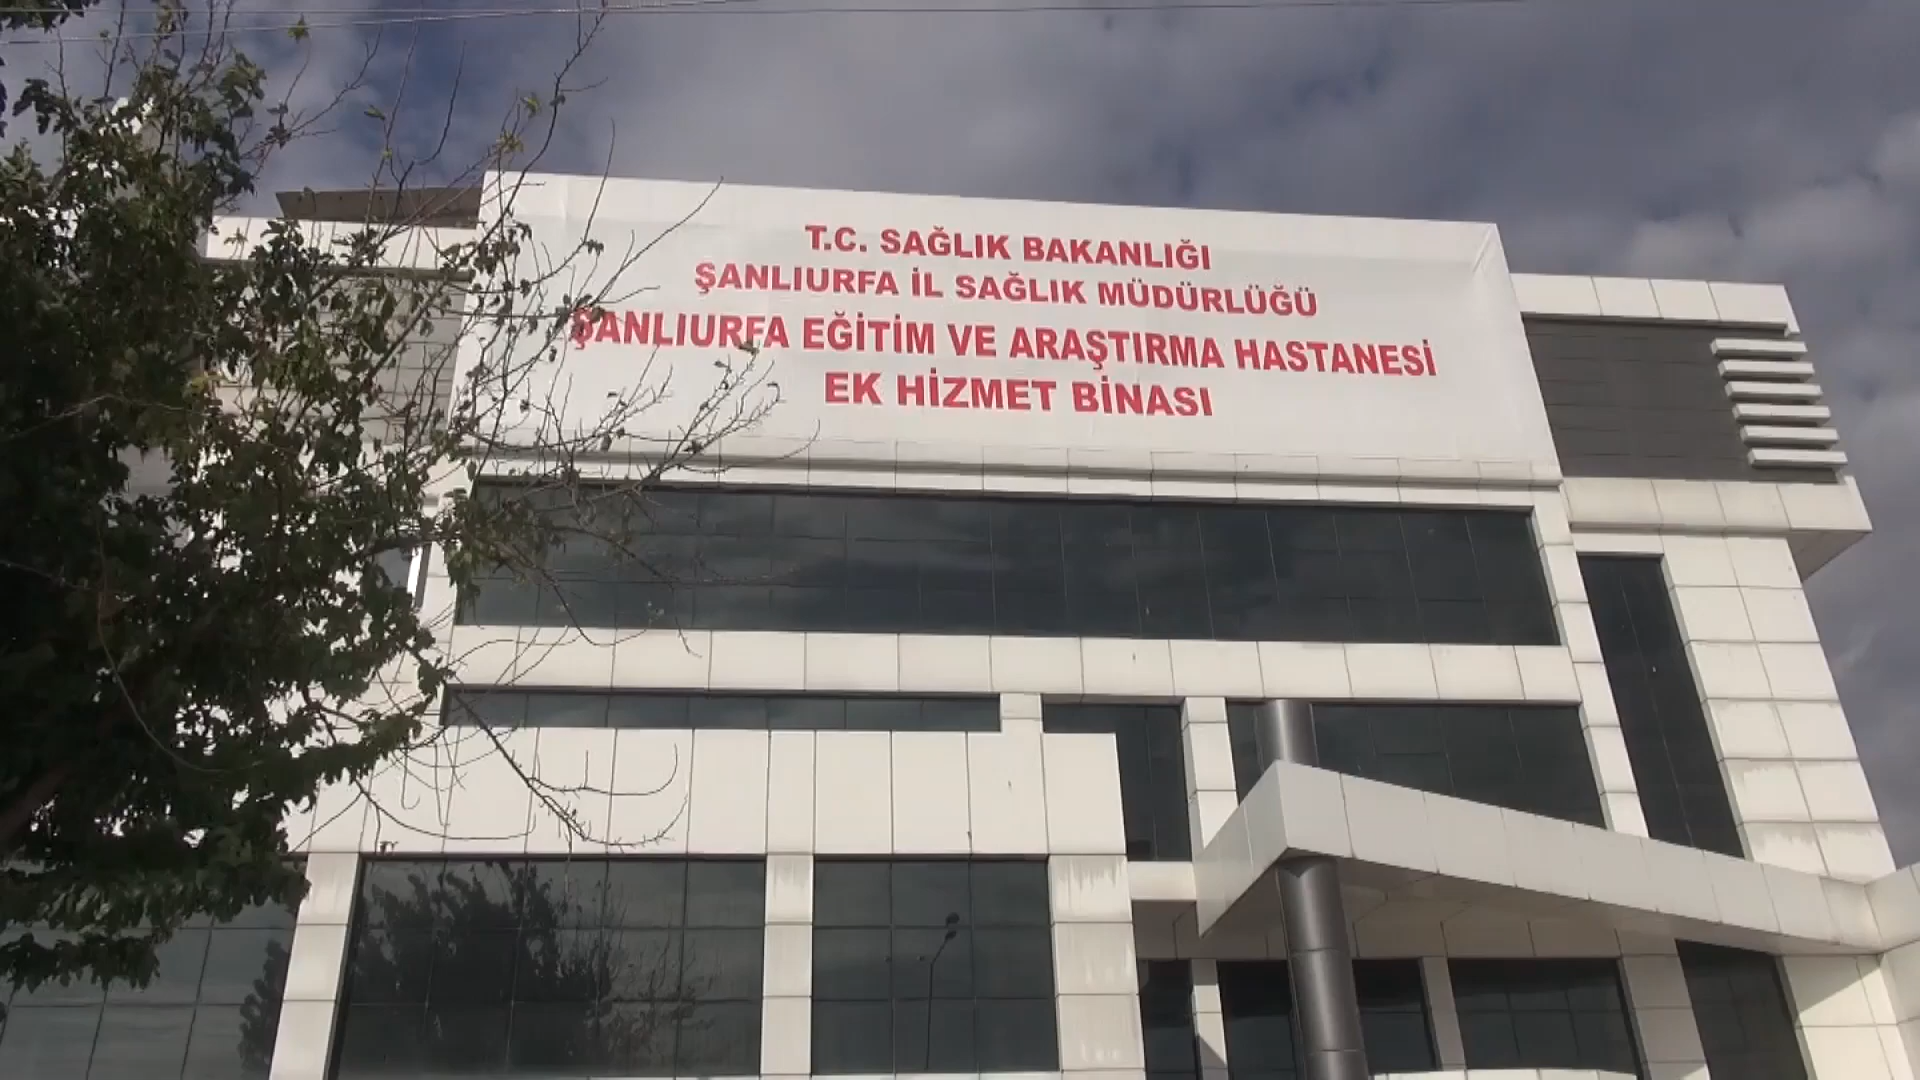 T.C. SAĞLIK BAKANLIĞI
ŞANLIURFA İL SAĞLIK MÜDÜRLÜĞÜ
ŞANLIURFA EĞİTİM VE ARAŞTIRMA HASTANESİ
EK HİZMET BİNASI